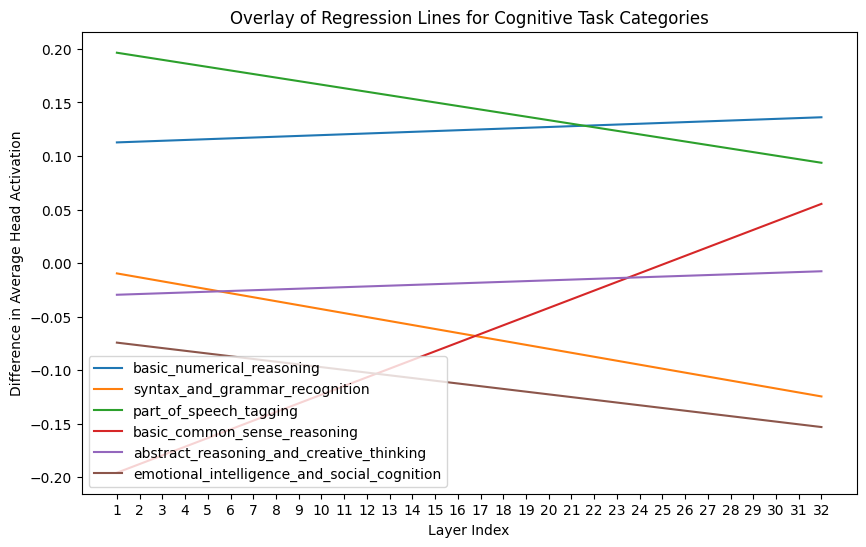 Overlay of Regression Lines for Cognitive Task Categories
Difference in Average Head Activation
0.20
0.15
0.10
0.05
0.00
−0.05
−0.10
−0.15
−0.20
basic_numerical_reasoning
syntax_and_grammar_recognition
part_of_speech_tagging
basic_common_sense_reasoning
abstract_reasoning_and_creative_thinking
emotional_intelligence_and_social_cognition
1 2 3 4 5 6 7 8 9 10 11 12 13 14 15 16 17 18 19 20 21 22 23 24 25 26 27 28 29 30 31 32
Layer Index